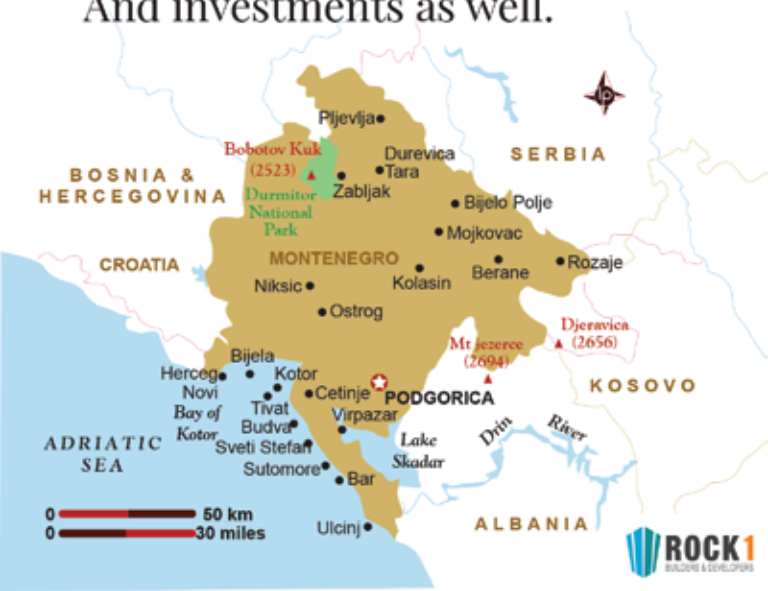 And investments as well.
Pljevlja
Bobotov Kuk
(2523)
Durevica
Tara
SERBIA
BOSNIA &
HERCEGOVINA
Zabljak
Durmitor
National
Park
Bijelo Polje
Mojkovac
CROATIA
MONTENEGRO
Kolasin
Berane
Rozaje
Niksic
Ostrog
Djeravica
(2656)
Mt jezerce
(2694)
Bijela
Herceg
Novi
Kotor
Cetinje
PODGORICA
KOSOVO
Tivat
Virpazar
Bay of
Kotor
Budva
Sveti Stefan
Lake
Skadar
Drin
River
ADRIATIC
SEA
Sutomore
Bar
0
50 km
0
30 miles
Ulcinj
ALBANIA
ROCK1
BUILDERS & DEVELOPERS